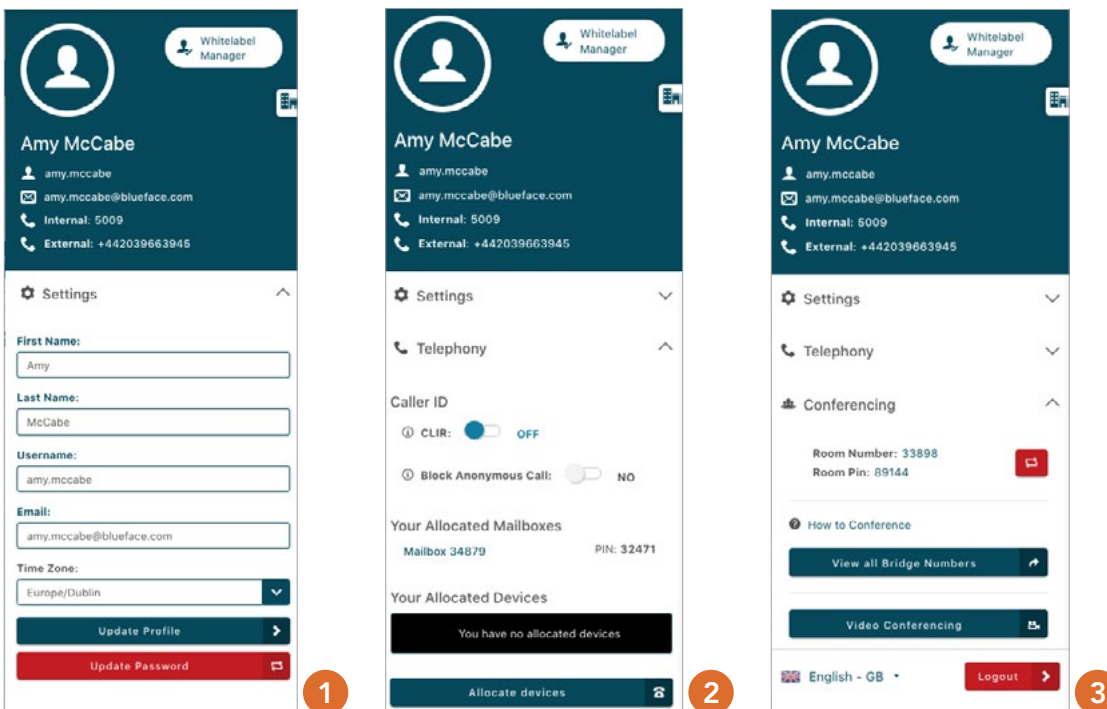 Whitelabel
Manager
Amy McCabe
amy.mccabe
amy.mccabe@blueface.com
Internal: 5009
External: +442039663945
Settings
First Name:
Amy
Last Name:
McCabe
Username:
amy.mccabe
Email:
amy.mccabe@blueface.com
Time Zone:
Europe/Dublin
Update Profile
Update Password
1
Whitelabel
Manager
Amy McCabe
amy.mccabe
amy.mccabe@blueface.com
Internal: 5009
External: +442039663945
Settings
Telephony
Caller ID
CLIR: OFF
Block Anonymous Call: NO
Your Allocated Mailboxes
Mailbox 34879 PIN: 32471
Your Allocated Devices
You have no allocated devices
Allocate devices
2
Whitelabel
Manager
Amy McCabe
amy.mccabe
amy.mccabe@blueface.com
Internal: 5009
External: +442039663945
Settings
Telephony
Conferencing
Room Number: 33898
Room Pin: 89144
How to Conference
View all Bridge Numbers
Video Conferencing
English - GB
Logout
3